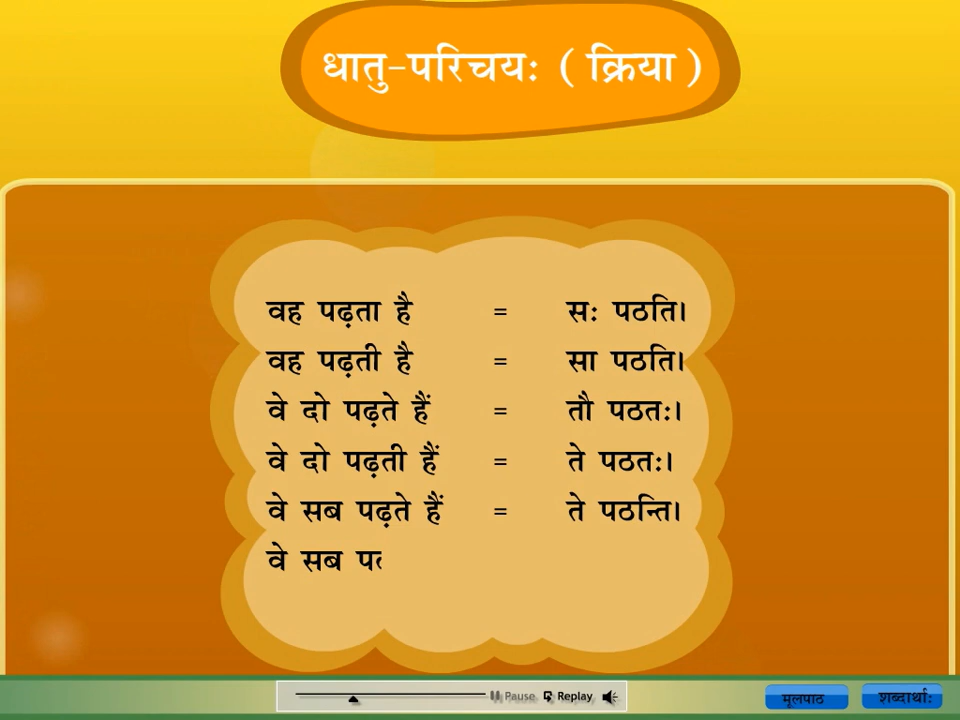 धातु-परिचयः ( क्रिया )
वह पढ़ता है = सः पठति।
वह पढ़ती है = सा पठति।
वे दो पढ़ते हैं = तौ पठतः।
वे दो पढ़ती हैं = ते पठतः।
वे सब पढ़ते हैं = ते पठन्ति।
वे सब
Pause Replay
मूलपाठ शब्दार्थाः